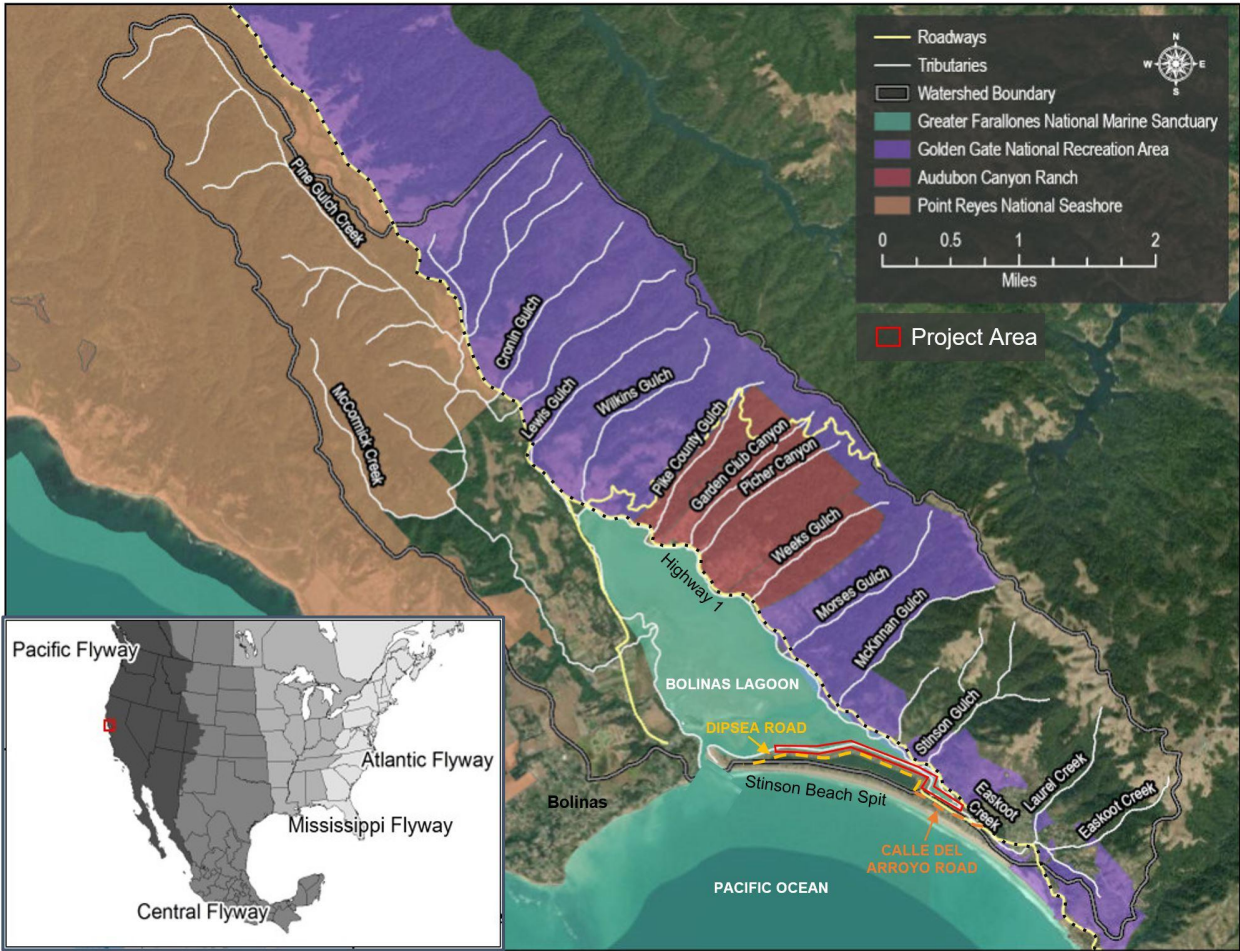 Roadways
Tributaries
Watershed Boundary
Greater Farallones National Marine Sanctuary
Golden Gate National Recreation Area
Audubon Canyon Ranch
Point Reyes National Seashore
N
W
E
S
0 0.5 1 2
Miles
Project Area
Pine Gulch Creek
McCormick Creek
Cronin Gulch
Lewis Gulch
Wilkins Gulch
Pike County Gulch
Garden Club Canyon
Picher Canyon
Weeks Gulch
Highway 1
Morses Gulch
McKinnan Gulch
BOLINAS LAGOON
DIPSEA ROAD
Stinson Gulch
Stinson Beach Spit
Easkoot
Creek
Laurel Creek
Easkoot Creek
Bolinas
CALLE DEL
ARROYO ROAD
PACIFIC OCEAN
Pacific Flyway
Atlantic Flyway
Mississippi Flyway
Central Flyway